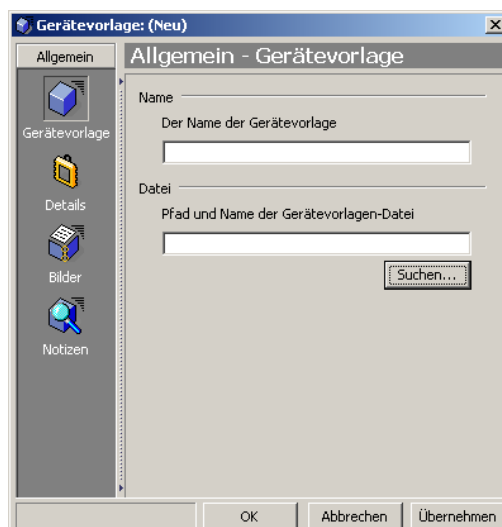 Gerätevorlage: (Neu)
Allgemein
Allgemein - Gerätevorlage
Gerätevorlage
Details
Bilder
Notizen
Name
Der Name der Gerätevorlage
Datei
Pfad und Name der Gerätevorlagen-Datei
Suchen...
OK
Abbrechen
Übernehmen